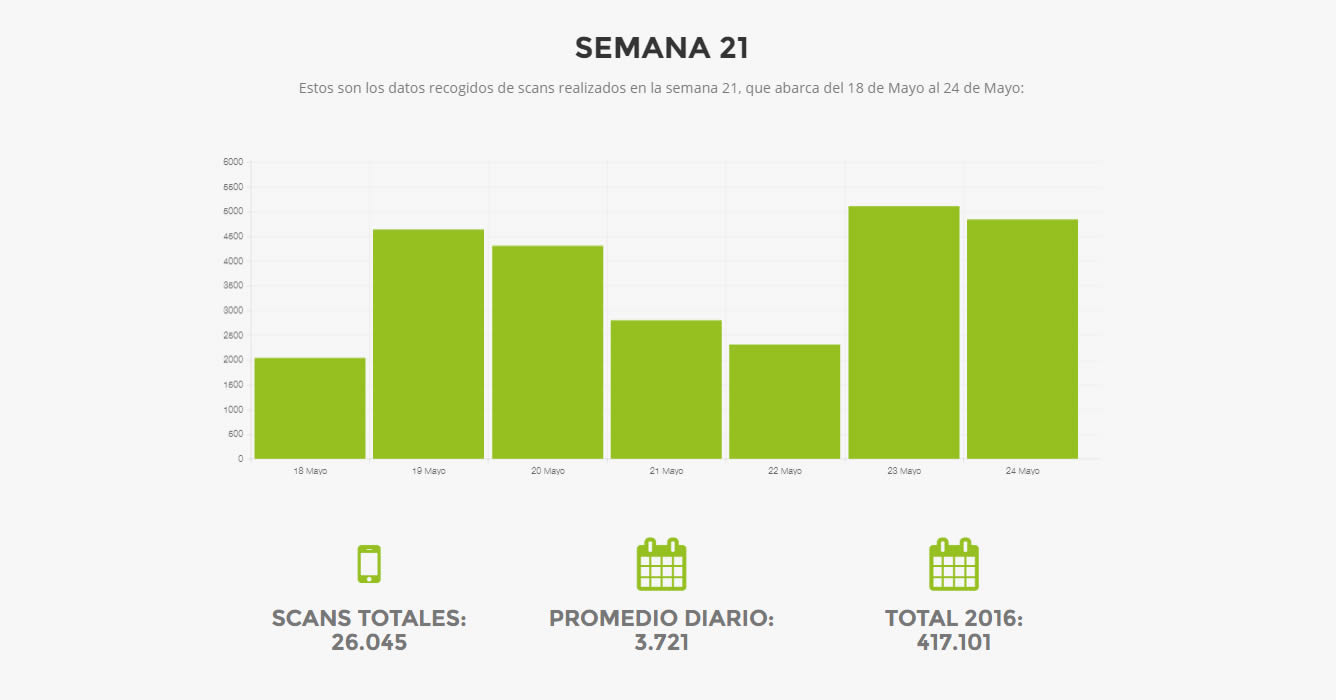 SEMANA 21
Estos son los datos recogidos de scans realizados en la semana 21, que abarca del 18 de Mayo al 24 de Mayo:
6000
5500
5000
4500
4000
3500
3000
2500
2000
1500
1000
500
0
18 Mayo 19 Mayo 20 Mayo 21 Mayo 22 Mayo 23 Mayo 24 Mayo
SCANS TOTALES: PROMEDIO DIARIO: TOTAL 2016:
26.045 3.721 417.101